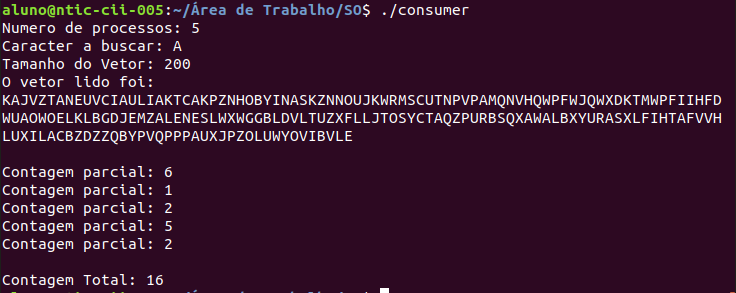 aluno@ntic-cii-005:~/Área de Trabalho/SO$ ./consumer
Numero de processos: 5
Caracter a buscar: A
Tamanho do Vetor: 200
O vetor lido foi:
KAJVZTANEUVCIAULIAKTCAKPZNHOBYINASKZNNOUJKWRMSCUTNPVPAMQNVHQWPFWJQWXDKTMWPFIIHFD
WUAOWOELKLBGDJEMZALENESLWXWGGBLDVLTUZXFLLJTOSYCTAQZPURBSQXAWALBXYURASXLFIHTAFVVH
LUXILACBZDZZQBYPVQPPPAUXJPZOLUWYOVIBVLE
Contagem parcial: 6
Contagem parcial: 1
Contagem parcial: 2
Contagem parcial: 5
Contagem parcial: 2
Contagem Total: 16